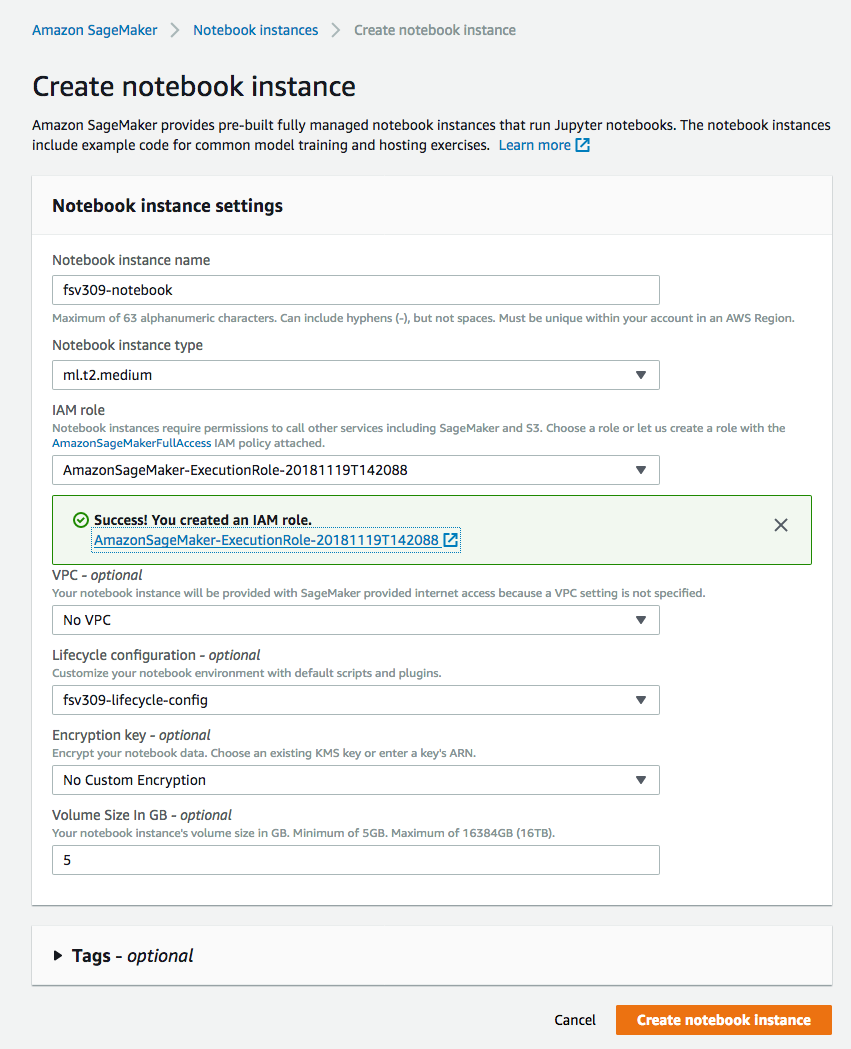 Amazon SageMaker > Notebook instances > Create notebook instance
Create notebook instance
Amazon SageMaker provides pre-built fully managed notebook instances that run Jupyter notebooks. The notebook instances
include example code for common model training and hosting exercises. Learn more
Notebook instance settings
Notebook instance name
fsv309-notebook
Maximum of 63 alphanumeric characters. Can include hyphens (-), but not spaces. Must be unique within your account in an AWS Region.
Notebook instance type
ml.t2.medium
IAM role
Notebook instances require permissions to call other services including SageMaker and S3. Choose a role or let us create a role with the
AmazonSageMakerFullAccess IAM policy attached.
AmazonSageMaker-ExecutionRole-20181119T142088
Success! You created an IAM role.
AmazonSageMaker-ExecutionRole-20181119T142088
VPC - optional
Your notebook instance will be provided with SageMaker provided internet access because a VPC setting is not specified.
No VPC
Lifecycle configuration - optional
Customize your notebook environment with default scripts and plugins.
fsv309-lifecycle-config
Encryption key - optional
Encrypt your notebook data. Choose an existing KMS key or enter a key's ARN.
No Custom Encryption
Volume Size In GB - optional
Your notebook instance's volume size in GB. Minimum of 5GB. Maximum of 16384GB (16TB).
5
Tags - optional
Cancel
Create notebook instance